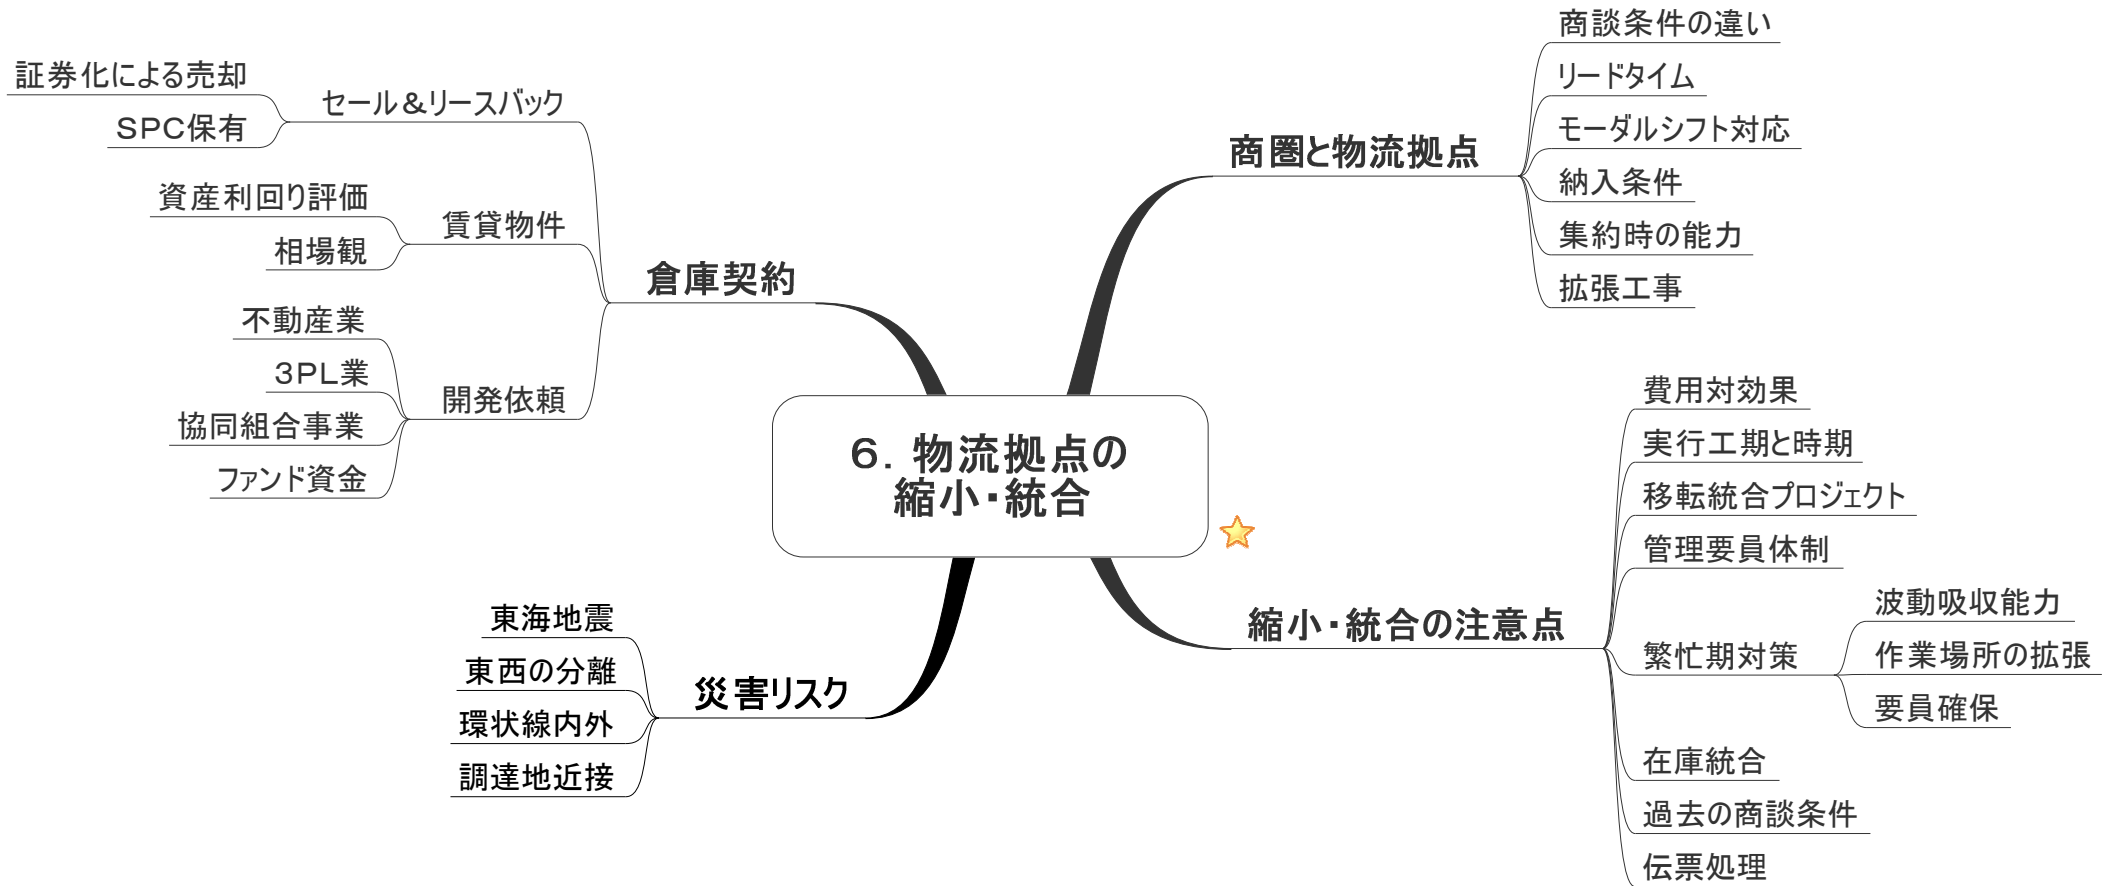 ６．物流拠点の
縮小・統合
商圏と物流拠点
商談条件の違い
リードタイム
モーダルシフト対応
納入条件
集約時の能力
拡張工事
縮小・統合の注意点
費用対効果
実行工期と時期
移転統合プロジェクト
管理要員体制
繁忙期対策
波動吸収能力
作業場所の拡張
要員確保
在庫統合
過去の商談条件
伝票処理
倉庫契約
セール＆リースバック
証券化による売却
ＳＰＣ保有
賃貸物件
資産利回り評価
相場観
開発依頼
不動産業
３ＰＬ業
協同組合事業
ファンド資金
災害リスク
東海地震
東西の分離
環状線内外
調達地近接